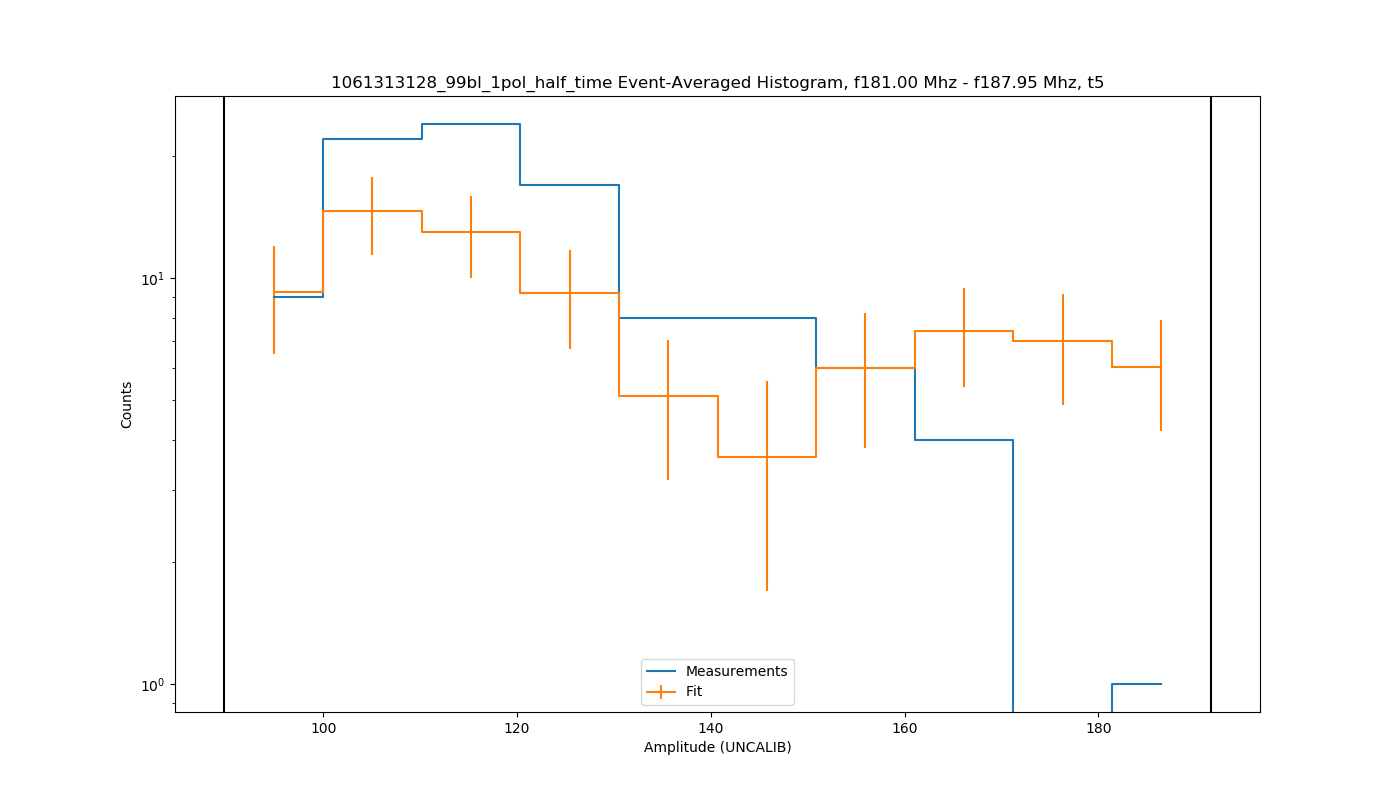 1061313128_99bl_1pol_half_time Event-Averaged Histogram, f181.00 Mhz - f187.95 Mhz, t5
Counts
10¹
10⁰
Measurements
Fit
100 120 140 160 180
Amplitude (UNCALIB)